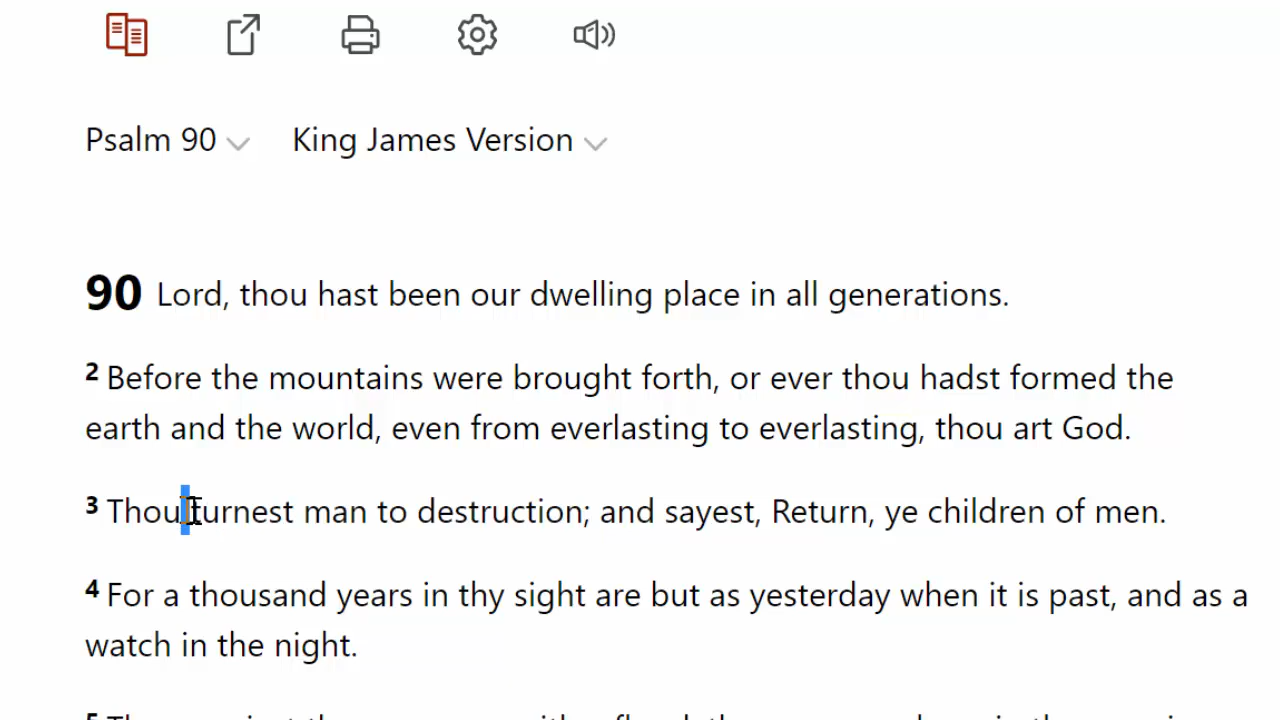 Psalm 90 King James Version
90 Lord, thou hast been our dwelling place in all generations.
2 Before the mountains were brought forth, or ever thou hadst formed the
earth and the world, even from everlasting to everlasting, thou art God.
3 Thou turnest man to destruction; and sayest, Return, ye children of men.
4 For a thousand years in thy sight are but as yesterday when it is past, and as a
watch in the night.